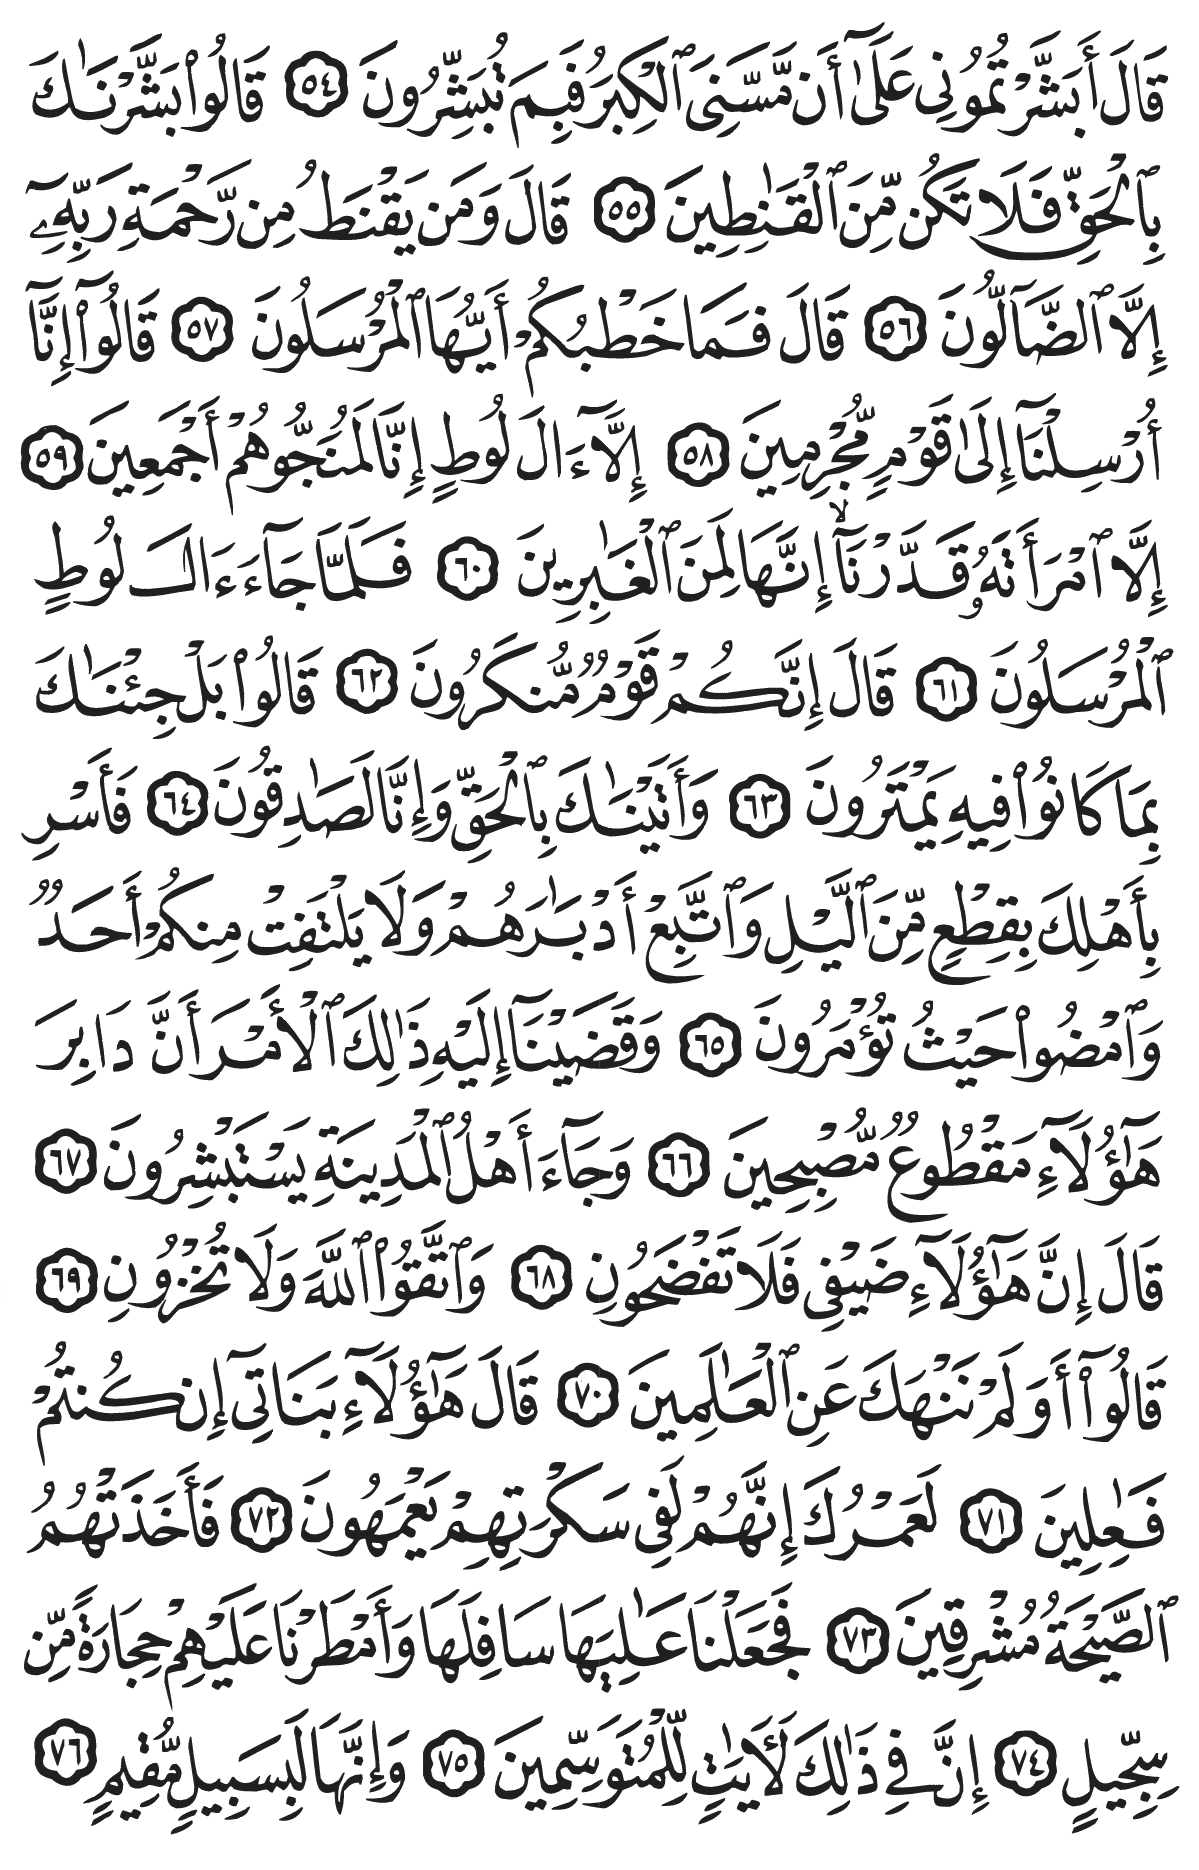 قَالَ أَبَشَّرْتُمُونِى عَلَىٰٓ أَن مَّسَّنِىَ ٱلْكِبَرُ فَبِمَ تُبَشِّرُونَ ٥٤ قَالُوا۟ بَشَّرْنَـٰكَ
بِٱلْحَقِّ فَلَا تَكُن مِّنَ ٱلْقَـٰنِطِينَ ٥٥ قَالَ وَمَن يَقْنَطُ مِن رَّحْمَةِ رَبِّهِۦٓ
إِلَّا ٱلضَّآلُّونَ ٥٦ قَالَ فَمَا خَطْبُكُمْ أَيُّهَا ٱلْمُرْسَلُونَ ٥٧ قَالُوٓا۟ إِنَّآ
أُرْسِلْنَآ إِلَىٰ قَوْمٍ مُّجْرِمِينَ ٥٨ إِلَّآ ءَالَ لُوطٍ إِنَّا لَمُنَجُّوهُمْ أَجْمَعِينَ ٥٩
إِلَّا ٱمْرَأَتَهُۥ قَدَّرْنَآ ۙ إِنَّهَا لَمِنَ ٱلْغَـٰبِرِينَ ٦٠ فَلَمَّا جَآءَ ءَالَ لُوطٍ
ٱلْمُرْسَلُونَ ٦١ قَالَ إِنَّكُمْ قَوْمٌ مُّنكَرُونَ ٦٢ قَالُوا۟ بَلْ جِئْنَـٰكَ
بِمَا كَانُوا۟ فِيهِ يَمْتَرُونَ ٦٣ وَأَتَيْنَـٰكَ بِٱلْحَقِّ وَإِنَّا لَصَـٰدِقُونَ ٦٤ فَأَسْرِ
بِأَهْلِكَ بِقِطْعٍ مِّنَ ٱلَّيْلِ وَٱتَّبِعْ أَدْبَـٰرَهُمْ وَلَا يَلْتَفِتْ مِنكُمْ أَحَدٌ
وَٱمْضُوا۟ حَيْثُ تُؤْمَرُونَ ٦٥ وَقَضَيْنَآ إِلَيْهِ ذَٰلِكَ ٱلْأَمْرَ أَنَّ دَابِرَ
هَـٰٓؤُلَآءِ مَقْطُوعٌ مُّصْبِحِينَ ٦٦ وَجَآءَ أَهْلُ ٱلْمَدِينَةِ يَسْتَبْشِرُونَ ٦٧
قَالَ إِنَّ هَـٰٓؤُلَآءِ ضَيْفِى فَلَا تَفْضَحُونِ ٦٨ وَٱتَّقُوا۟ ٱللَّهَ وَلَا تُخْزُونِ ٦٩
قَالُوٓا۟ أَوَلَمْ نَنْهَكَ عَنِ ٱلْعَـٰلَمِينَ ٧٠ قَالَ هَـٰٓؤُلَآءِ بَنَاتِىٓ إِن كُنتُمْ
فَـٰعِلِينَ ٧١ لَعَمْرُكَ إِنَّهُمْ لَفِى سَكْرَتِهِمْ يَعْمَهُونَ ٧٢ فَأَخَذَتْهُمُ
ٱلصَّيْحَةُ مُشْرِقِينَ ٧٣ فَجَعَلْنَا عَـٰلِيَهَا سَافِلَهَا وَأَمْطَرْنَا عَلَيْهِمْ حِجَارَةً مِّن
سِجِّيلٍ ٧٤ إِنَّ فِى ذَٰلِكَ لَـَٔايَـٰتٍ لِّلْمُتَوَسِّمِينَ ٧٥ وَإِنَّهَا لَبِسَبِيلٍ مُّقِيمٍ ٧٦